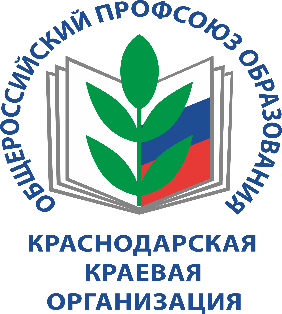 ОБЩЕРОССИЙСКИЙ ПРОФСОЮЗ ОБРАЗОВАНИЯ
КРАСНОДАРСКАЯ
КРАЕВАЯ
ОРГАНИЗАЦИЯ